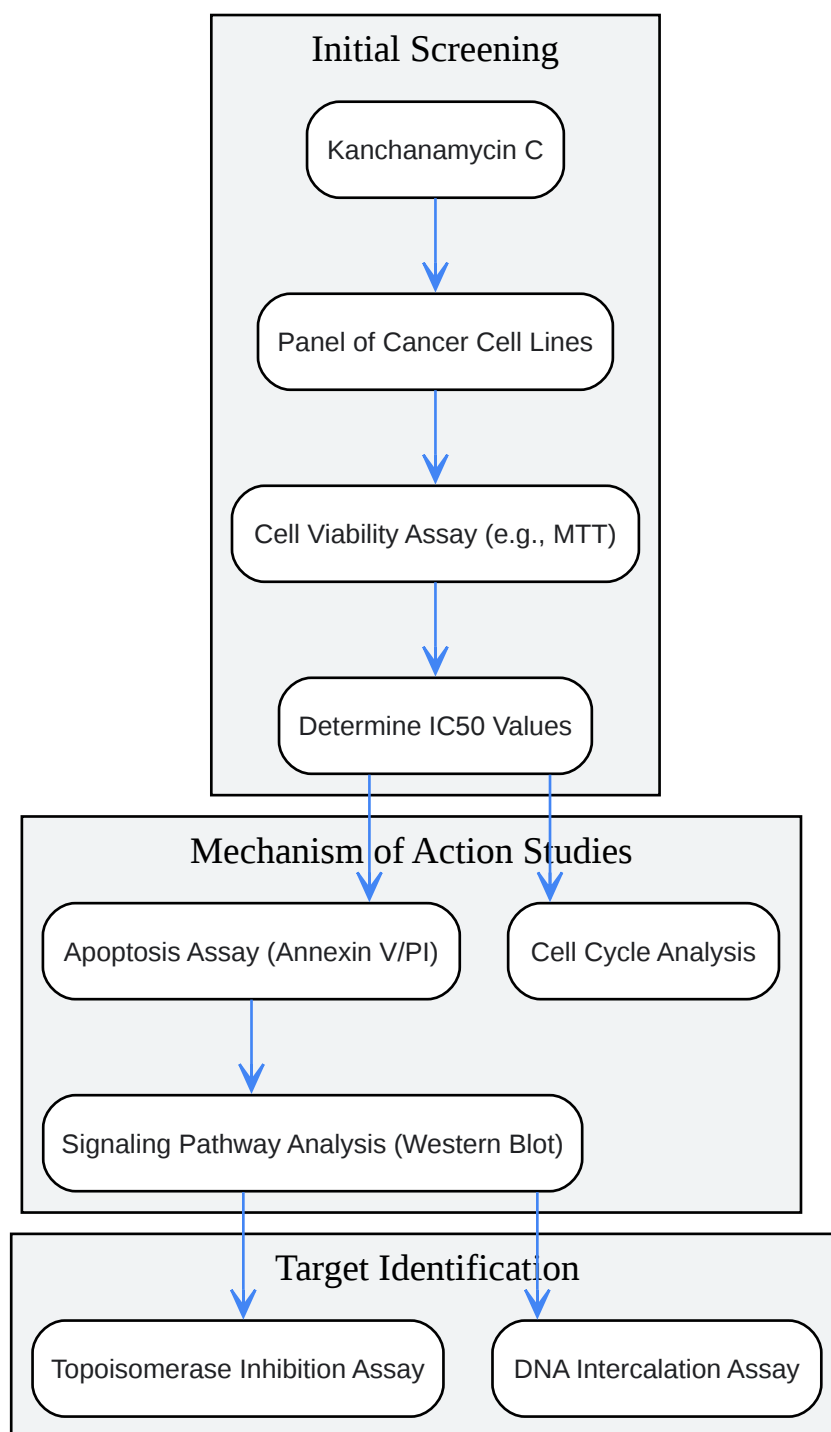 Initial Screening
Kanchanamycin C
Panel of Cancer Cell Lines
Cell Viability Assay (e.g., MTT)
Determine IC50 Values
Mechanism of Action Studies
Apoptosis Assay (Annexin V/PI)
Cell Cycle Analysis
Signaling Pathway Analysis (Western Blot)
Target Identification
Topoisomerase Inhibition Assay
DNA Intercalation Assay